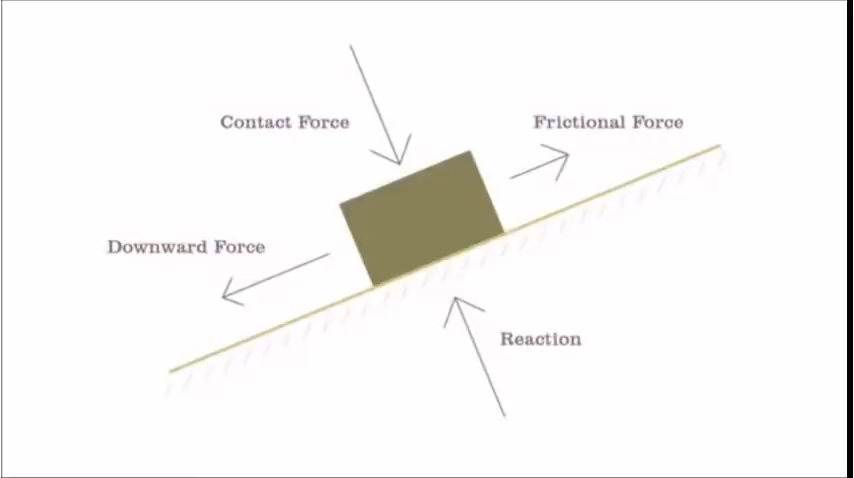 Contact Force
Frictional Force
Downward Force
Reaction